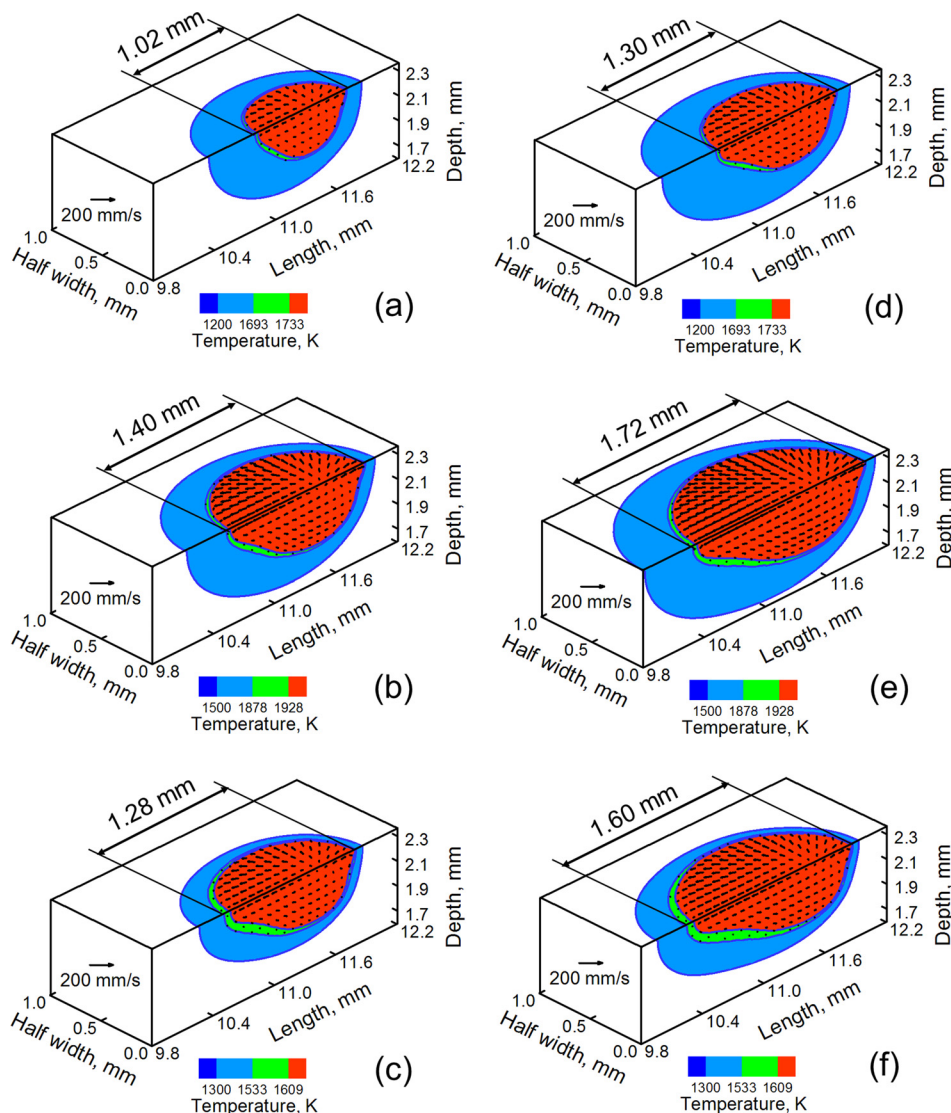 1.02 mm
2.3
2.1
1.9
1.7
12.2
Depth, mm
11.6
11.0
10.4
Length, mm
200 mm/s
1.0
0.5
0.0
9.8
Half width, mm
1200 1693 1733
Temperature, K
(a)
1.30 mm
2.3
2.1
1.9
1.7
12.2
Depth, mm
11.6
11.0
10.4
Length, mm
200 mm/s
1.0
0.5
0.0
9.8
Half width, mm
1200 1693 1733
Temperature, K
(d)
1.40 mm
2.3
2.1
1.9
1.7
12.2
Depth, mm
11.6
11.0
10.4
Length, mm
200 mm/s
1.0
0.5
0.0
9.8
Half width, mm
1500 1878 1928
Temperature, K
(b)
1.72 mm
2.3
2.1
1.9
1.7
12.2
Depth, mm
11.6
11.0
10.4
Length, mm
200 mm/s
1.0
0.5
0.0
9.8
Half width, mm
1500 1878 1928
Temperature, K
(e)
1.28 mm
2.3
2.1
1.9
1.7
12.2
Depth, mm
11.6
11.0
10.4
Length, mm
200 mm/s
1.0
0.5
0.0
9.8
Half width, mm
1300 1533 1609
Temperature, K
(c)
1.60 mm
2.3
2.1
1.9
1.7
12.2
Depth, mm
11.6
11.0
10.4
Length, mm
200 mm/s
1.0
0.5
0.0
9.8
Half width, mm
1300 1533 1609
Temperature, K
(f)